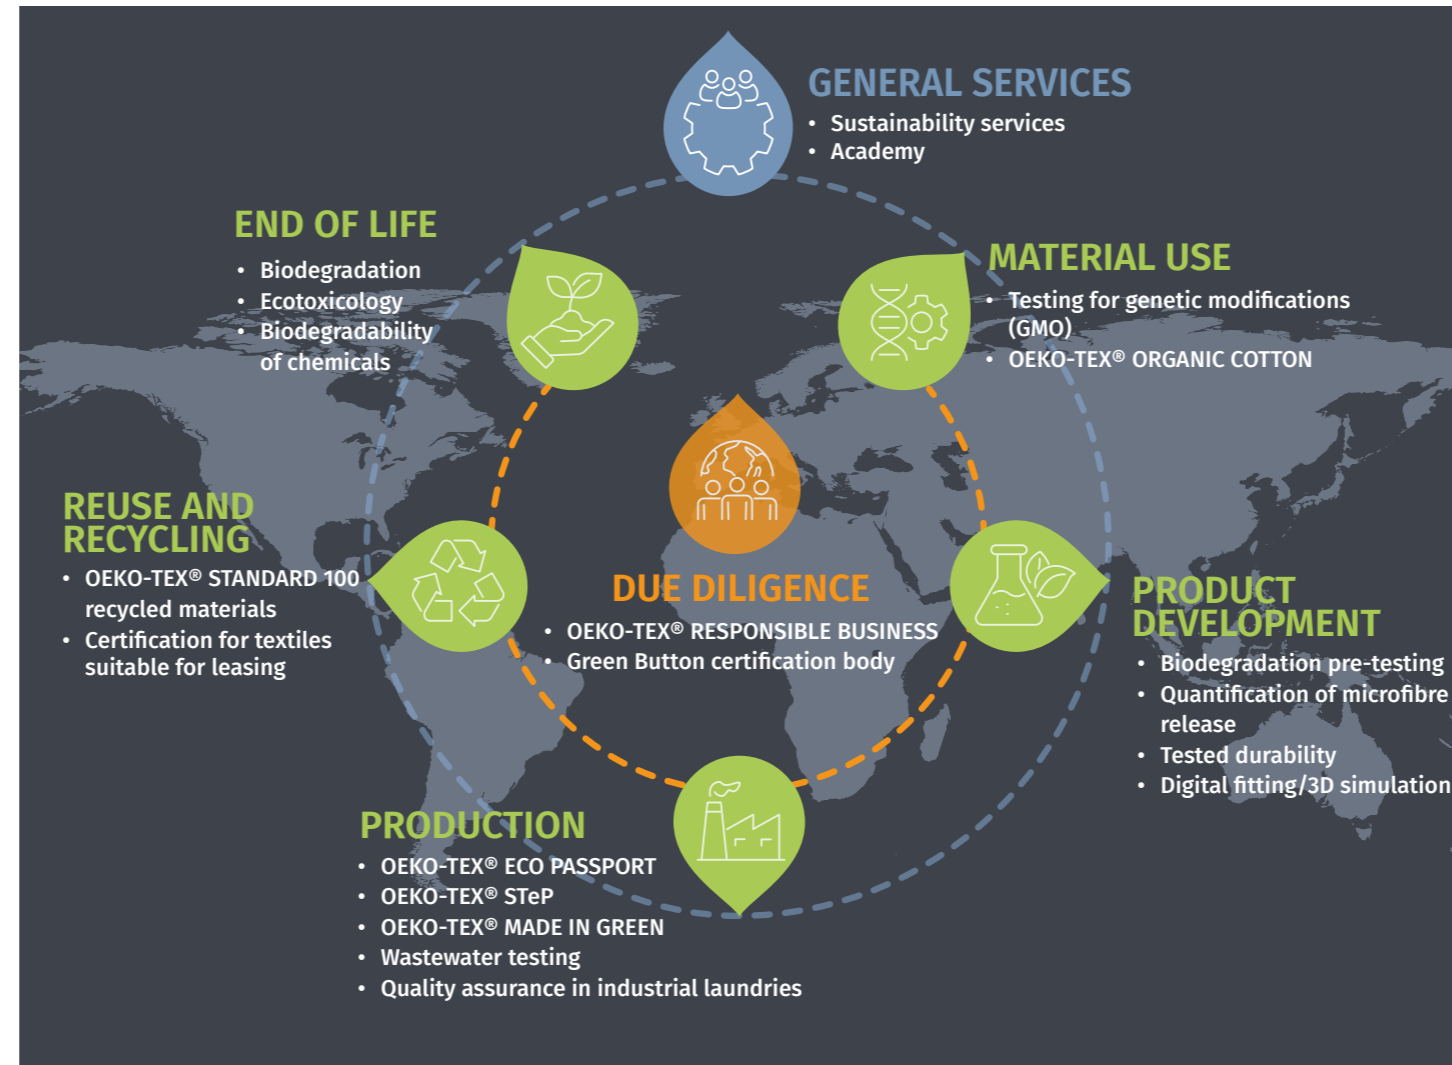 GENERAL SERVICES
• Sustainability services
• Academy
END OF LIFE
• Biodegradation
• Ecotoxicology
• Biodegradability
of chemicals
MATERIAL USE
• Testing for genetic modifications
(GMO)
• OEKO-TEX® ORGANIC COTTON
REUSE AND
RECYCLING
• OEKO-TEX® STANDARD 100
recycled materials
• Certification for textiles
suitable for leasing
DUE DILIGENCE
• OEKO-TEX® RESPONSIBLE BUSINESS
• Green Button certification body
PRODUCT
DEVELOPMENT
• Biodegradation pre-testing
• Quantification of microfibre
release
• Tested durability
• Digital fitting/3D simulation
PRODUCTION
• OEKO-TEX® ECO PASSPORT
• OEKO-TEX® STeP
• OEKO-TEX® MADE IN GREEN
• Wastewater testing
• Quality assurance in industrial laundries